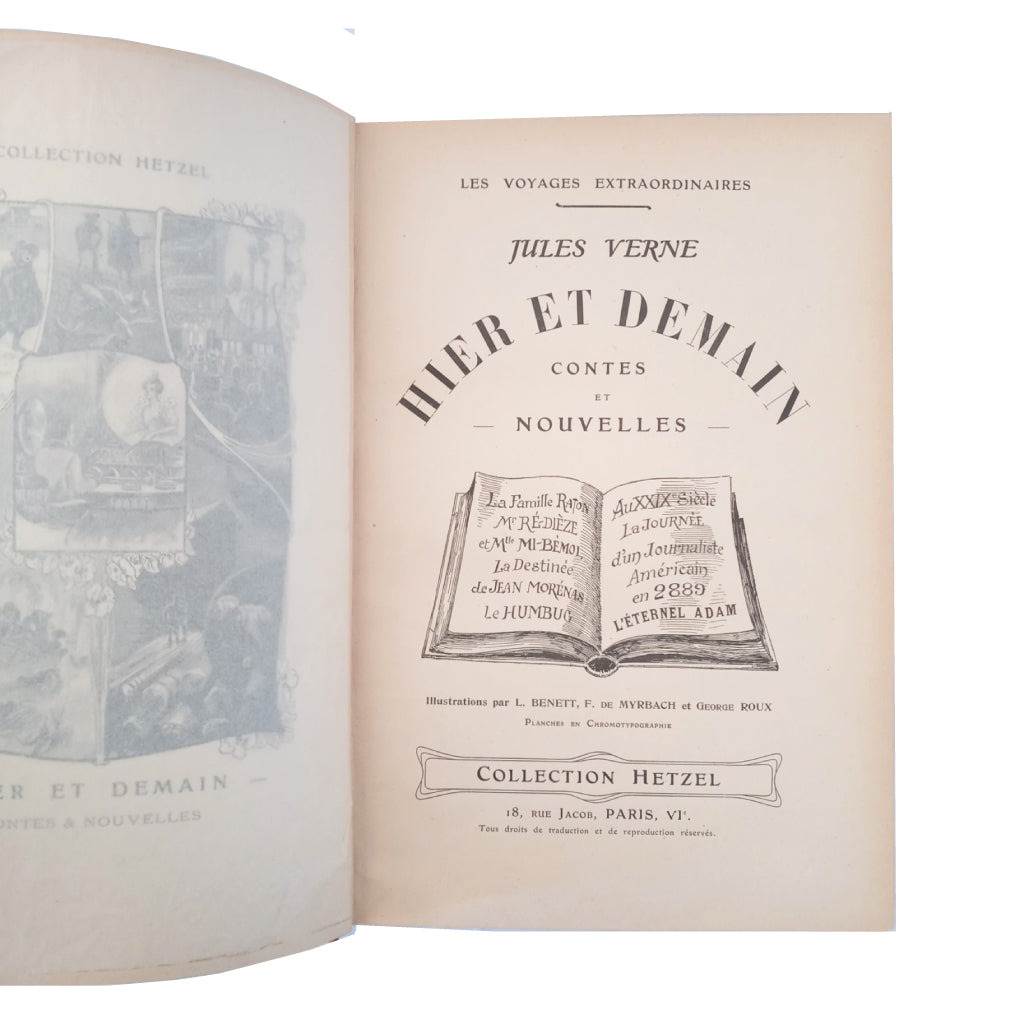 COLLECTION HETZEL
ET DEMAIN —
& NOUVELLES
LES VOYAGES EXTRAORDINAIRES
JULES VERNE
HIER ET DEMAIN
CONTES
ET
— NOUVELLES —
La Famille RATON
Mr RÉ-DIÈZE
et Mlle MI-BÉMOL
La Destinée
de JEAN MORÉNAS
Le HUMBUG
Au XXIXe Siècle
La JOURNÉE
d'un Journaliste
Américain
en 2889
L'ÉTERNEL ADAM
Illustrations par L. BENETT, F. DE MYRBACH et GEORGE ROUX
PLANCHES EN CHROMOTYPOGRAPHIE
COLLECTION HETZEL
18, RUE JACOB, PARIS, VIe.
Tous droits de traduction et de reproduction réservés.